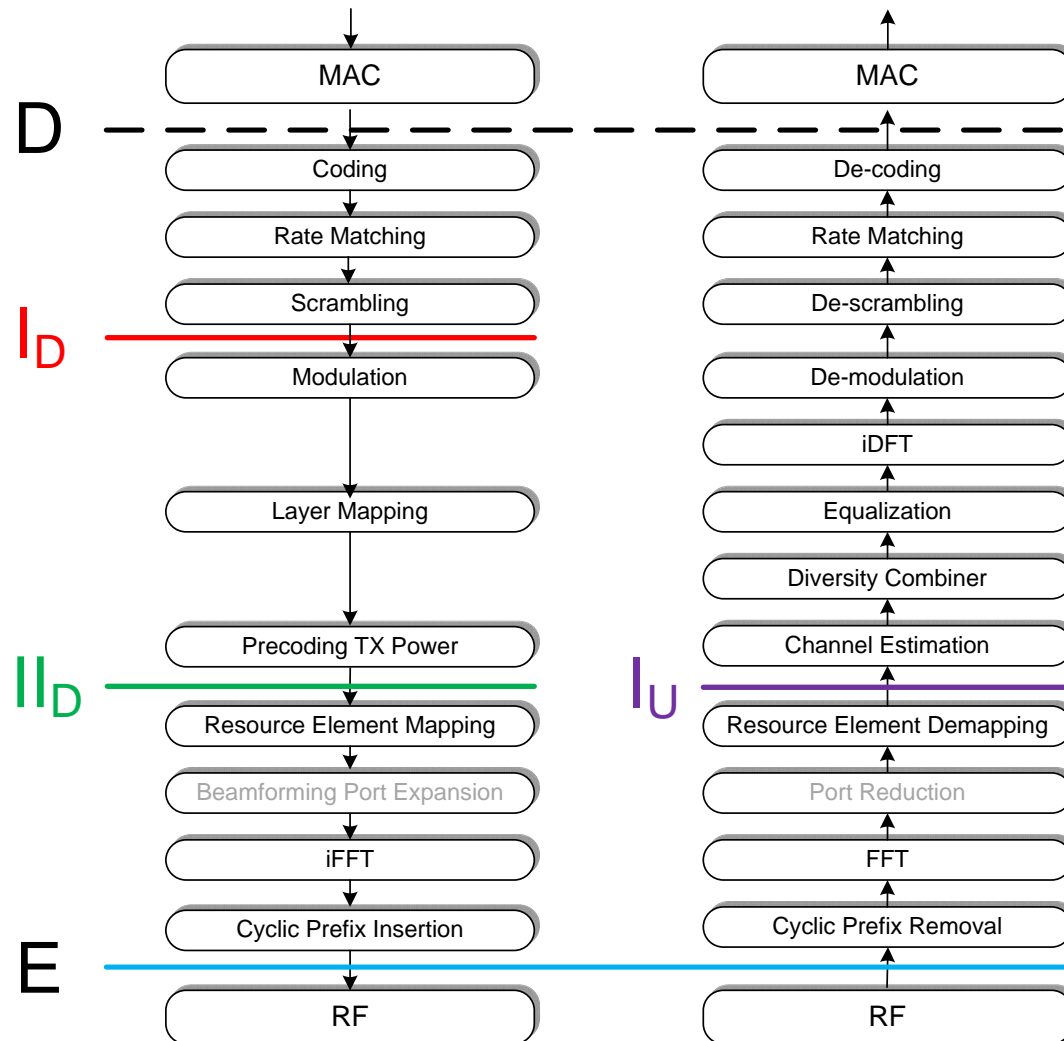 MAC
MAC
D
Coding
De-coding
Rate Matching
Rate Matching
Scrambling
De-scrambling
I_D
Modulation
De-modulation
iDFT
Layer Mapping
Equalization
Diversity Combiner
Precoding TX Power
Channel Estimation
II_D
I_U
Resource Element Mapping
Resource Element Demapping
Beamforming Port Expansion
Port Reduction
iFFT
FFT
Cyclic Prefix Insertion
Cyclic Prefix Removal
E
RF
RF